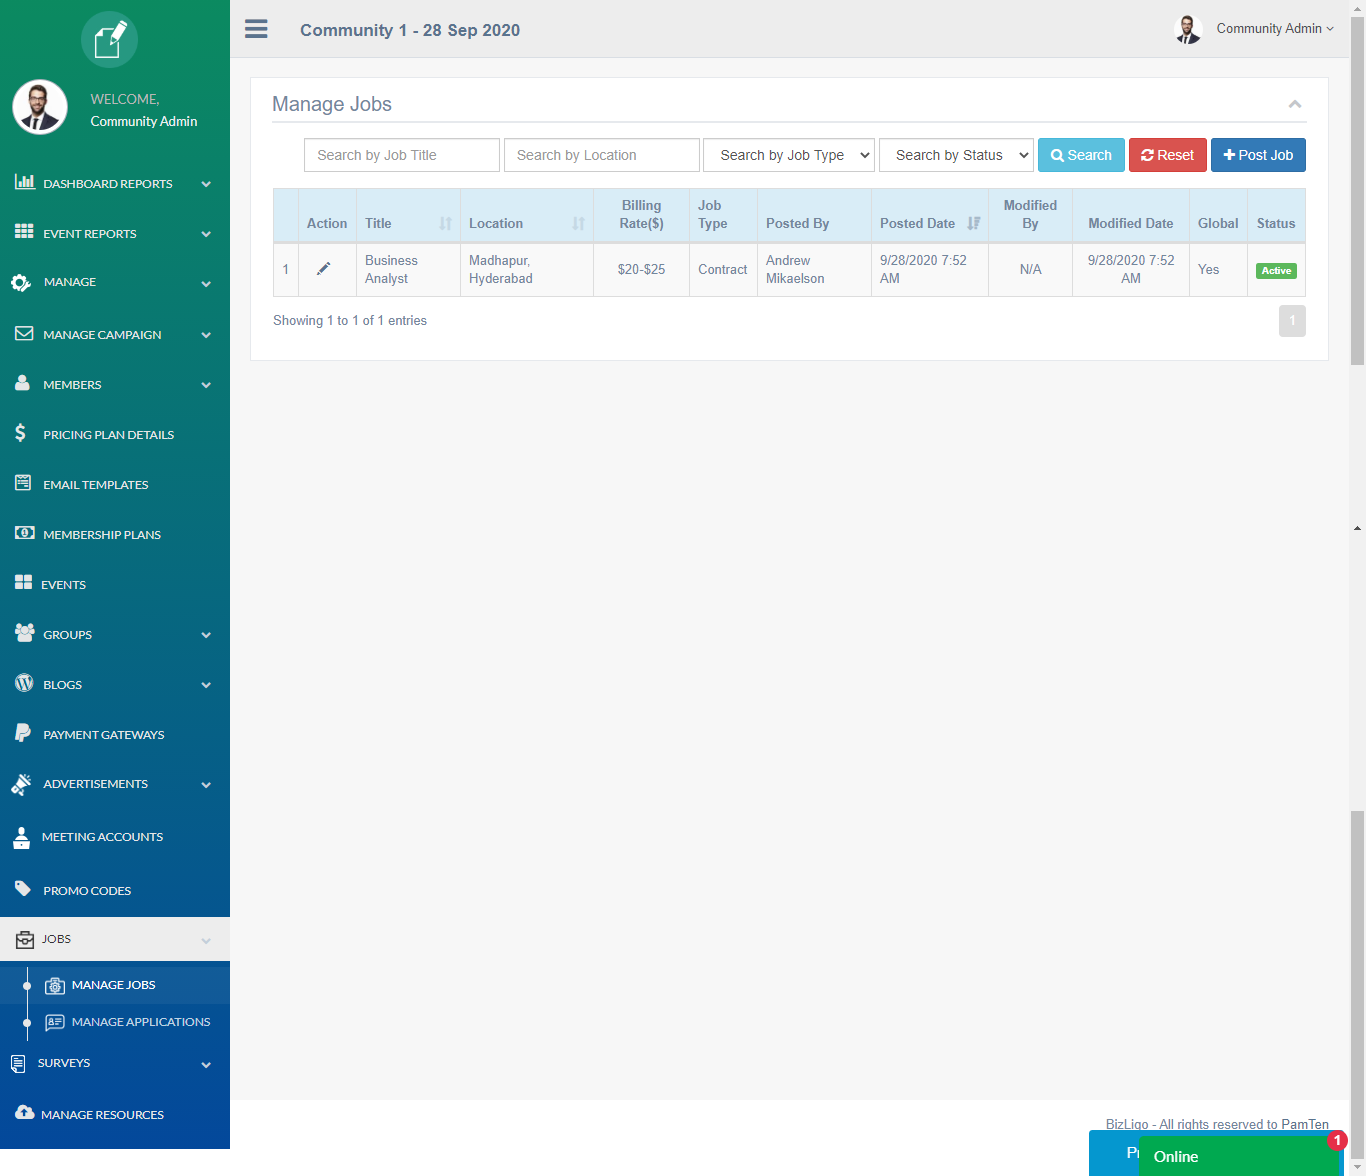 Community 1 - 28 Sep 2020
Community Admin
WELCOME,
Community Admin
DASHBOARD REPORTS
EVENT REPORTS
MANAGE
MANAGE CAMPAIGN
MEMBERS
PRICING PLAN DETAILS
EMAIL TEMPLATES
MEMBERSHIP PLANS
EVENTS
GROUPS
BLOGS
PAYMENT GATEWAYS
ADVERTISEMENTS
MEETING ACCOUNTS
PROMO CODES
JOBS
MANAGE JOBS
MANAGE APPLICATIONS
SURVEYS
MANAGE RESOURCES
Manage Jobs
Search by Job Title Search by Location Search by Job Type Search by Status Search Reset Post Job
Action Title Location Billing Rate($) Job Type Posted By Posted Date Modified By Modified Date Global Status
1 Business Analyst Madhapur, Hyderabad $20-$25 Contract Andrew Mikaelson 9/28/2020 7:52 AM N/A 9/28/2020 7:52 AM Yes Active
Showing 1 to 1 of 1 entries
1
BizLigo - All rights reserved to PamTen
Online
1